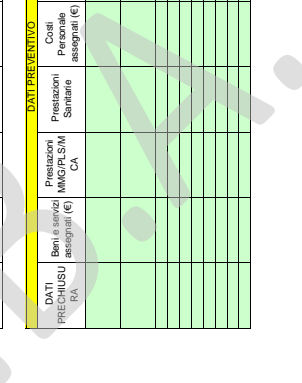 DATI PREVENTIVO
DATI
PRECHIUSU
RA
Beni e servizi
assegnati (€)
Prestazioni
MMG/PLS/M
CA
Prestazioni
Sanitarie
Costi
Personale
assegnati (€)